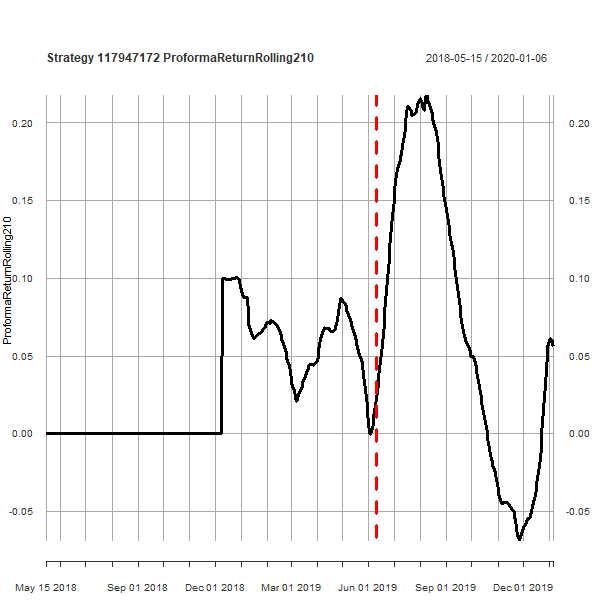 Strategy 117947172 ProformaReturnRolling210
2018-05-15 / 2020-01-06
ProformaReturnRolling210
0.20
0.15
0.10
0.05
0.00
-0.05
0.20
0.15
0.10
0.05
0.00
-0.05
May 15 2018
Sep 01 2018
Dec 01 2018
Mar 01 2019
Jun 01 2019
Sep 01 2019
Dec 01 2019